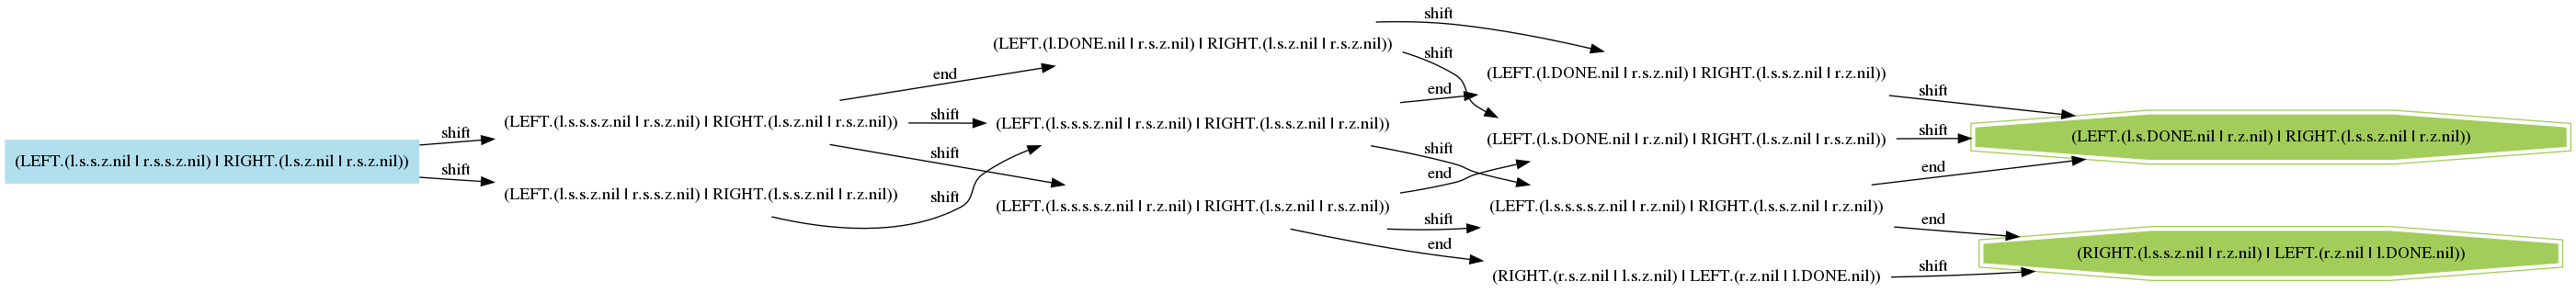 (LEFT.(l.s.s.z.nil | r.s.s.z.nil) | RIGHT.(l.s.z.nil | r.s.z.nil))
shift
shift
(LEFT.(l.s.s.s.z.nil | r.s.z.nil) | RIGHT.(l.s.z.nil | r.s.z.nil))
(LEFT.(l.s.s.z.nil | r.s.s.z.nil) | RIGHT.(l.s.s.z.nil | r.z.nil))
end
shift
shift
shift
(LEFT.(l.DONE.nil | r.s.z.nil) | RIGHT.(l.s.z.nil | r.s.z.nil))
(LEFT.(l.s.s.s.z.nil | r.s.z.nil) | RIGHT.(l.s.s.z.nil | r.z.nil))
(LEFT.(l.s.s.s.s.z.nil | r.z.nil) | RIGHT.(l.s.z.nil | r.s.z.nil))
shift
shift
end
shift
end
shift
end
(LEFT.(l.DONE.nil | r.s.z.nil) | RIGHT.(l.s.s.z.nil | r.z.nil))
(LEFT.(l.s.DONE.nil | r.z.nil) | RIGHT.(l.s.z.nil | r.s.z.nil))
(LEFT.(l.s.s.s.s.z.nil | r.z.nil) | RIGHT.(l.s.s.z.nil | r.z.nil))
(RIGHT.(r.s.z.nil | l.s.z.nil) | LEFT.(r.z.nil | l.DONE.nil))
shift
shift
end
end
shift
(LEFT.(l.s.DONE.nil | r.z.nil) | RIGHT.(l.s.s.z.nil | r.z.nil))
(RIGHT.(l.s.s.z.nil | r.z.nil) | LEFT.(r.z.nil | l.DONE.nil))